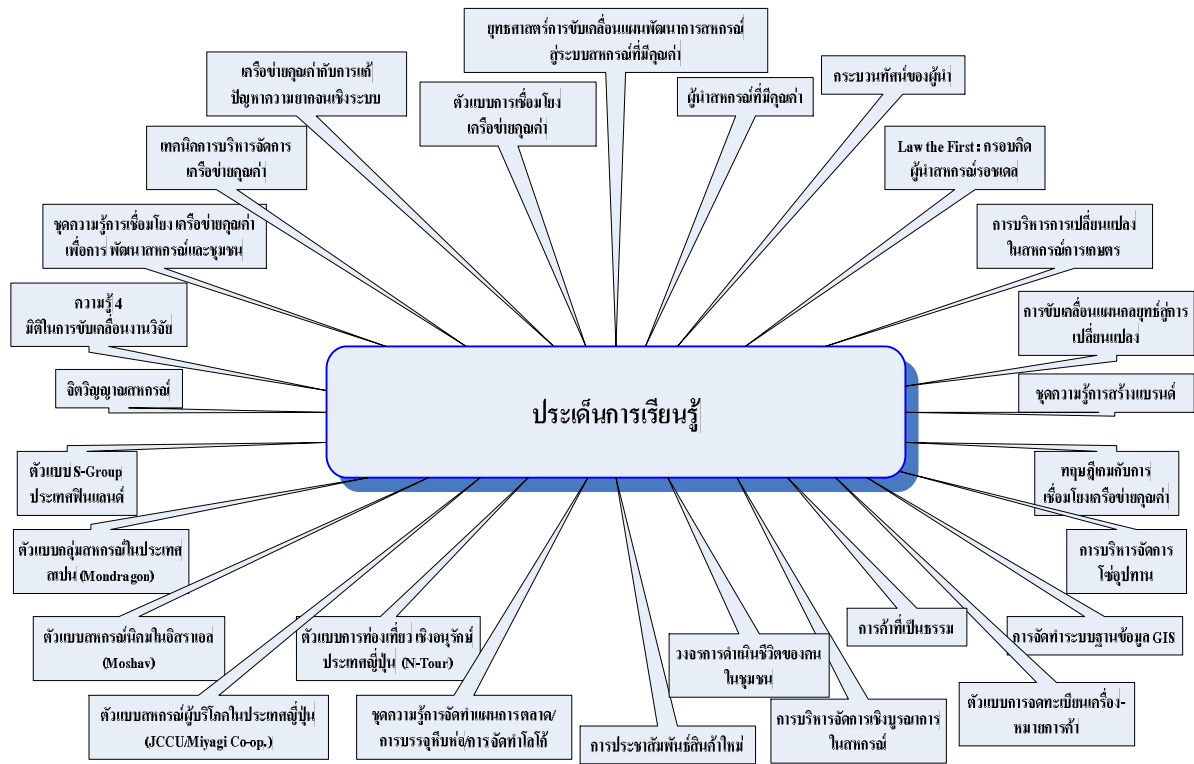 ยุทธศาสตร์การขับเคลื่อนแผนพัฒนาการสหกรณ์
สู่ระบบสหกรณ์ที่มีคุณค่า
เครือข่ายคุณค่ากับการแก้
ปัญหาความยากจนเชิงระบบ
ตัวแบบการเชื่อมโยง
เครือข่ายคุณค่า
ผู้นำสหกรณ์ที่มีคุณค่า
กระบวนทัศน์ของผู้นำ
เทคนิคการบริหารจัดการ
เครือข่ายคุณค่า
Law the First : กรอบคิด
ผู้นำสหกรณ์รอชเดล
ชุดความรู้การเชื่อมโยง เครือข่ายคุณค่า
เพื่อการ พัฒนาสหกรณ์และชุมชน
การบริหารการเปลี่ยนแปลง
ในสหกรณ์การเกษตร
ความรู้ 4
มิติในการขับเคลื่อนงานวิจัย
การขับเคลื่อนแผนกลยุทธ์สู่การ
เปลี่ยนแปลง
จิตวิญญาณสหกรณ์
ชุดความรู้การสร้างแบรนด์
ประเด็นการเรียนรู้
ตัวแบบ S-Group
ประเทศฟินแลนด์
ทฤษฎีเกมกับการ
เชื่อมโยงเครือข่ายคุณค่า
ตัวแบบกลุ่มสหกรณ์ในประเทศ
สเปน (Mondragon)
การบริหารจัดการ
โซ่อุปทาน
ตัวแบบสหกรณ์นิคมในอิสราเอล
(Moshav)
ตัวแบบการท่องเที่ยว เชิงอนุรักษ์
ประเทศญี่ปุ่น (N-Tour)
วงจรการดำเนินชีวิตของคน
ในชุมชน
การค้าที่เป็นธรรม
การจัดทำระบบฐานข้อมูล GIS
ตัวแบบสหกรณ์ผู้บริโภคในประเทศญี่ปุ่น
(JCCU/Miyagi Co-op.)
ชุดความรู้การจัดทำแผนการตลาด/
การบรรจุหีบห่อ/การจัดทำโลโก้
การประชาสัมพันธ์สินค้าใหม่
การบริหารจัดการเชิงบูรณาการ
ในสหกรณ์
ตัวแบบการจดทะเบียนเครื่อง-
หมายการค้า